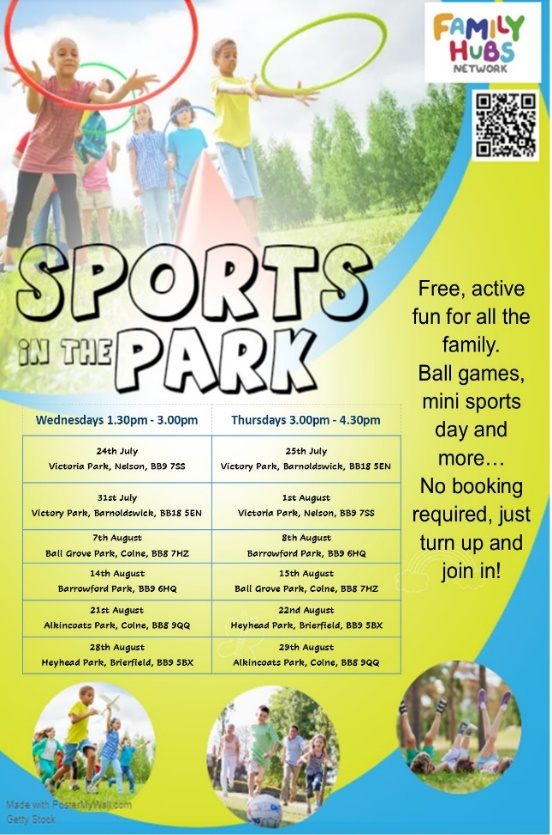 FAMILY
HUBS
NETWORK
SPORTS
IN THE PARK
Free, active
fun for all the
family.
Ball games,
mini sports
day and
more…
No booking
required, just
turn up and
join in!
Wednesdays 1.30pm - 3.00pm
Thursdays 3.00pm - 4.30pm
24th July
Victoria Park, Nelson, BB9 7SS
25th July
Victory Park, Barnoldswick, BB18 5EN
31st July
Victory Park, Barnoldswick, BB18 5EN
1st August
Victoria Park, Nelson, BB9 7SS
7th August
Ball Grove Park, Colne, BB8 7HZ
8th August
Barrowford Park, BB9 6HQ
14th August
Barrowford Park, BB9 6HQ
15th August
Ball Grove Park, Colne, BB8 7HZ
21st August
Alkincoats Park, Colne, BB8 9QQ
22nd August
Heyhead Park, Brierfield, BB9 5BX
28th August
Heyhead Park, Brierfield, BB9 5BX
29th August
Alkincoats Park, Colne, BB8 9QQ
Made with PosterMyWall.com
Getty Stock